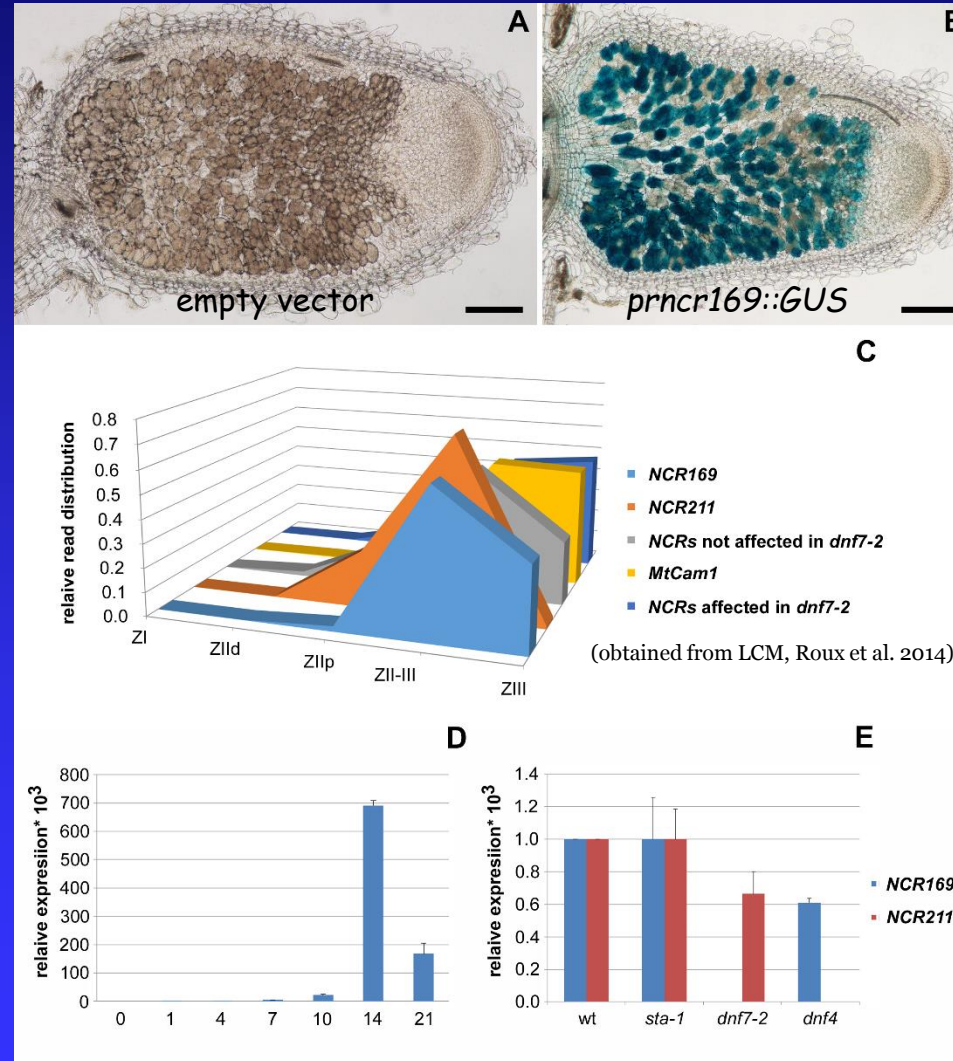 A
B
empty vector
prncr169::GUS
C
relaive read distribution
0.8
0.7
0.6
0.5
0.4
0.3
0.2
0.1
0.0
ZI
ZIId
ZIIp
ZII-III
ZIII
NCR169
NCR211
NCRs not affected in dnf7-2
MtCam1
NCRs affected in dnf7-2
(obtained from LCM, Roux et al. 2014)
D
relaive expresiion* 10³
800
700
600
500
400
300
200
100
0
0 1 4 7 10 14 21
E
relaive expresiion* 10³
1.4
1.2
1.0
0.8
0.6
0.4
0.2
0.0
wt sta-1 dnf7-2 dnf4
NCR169
NCR211